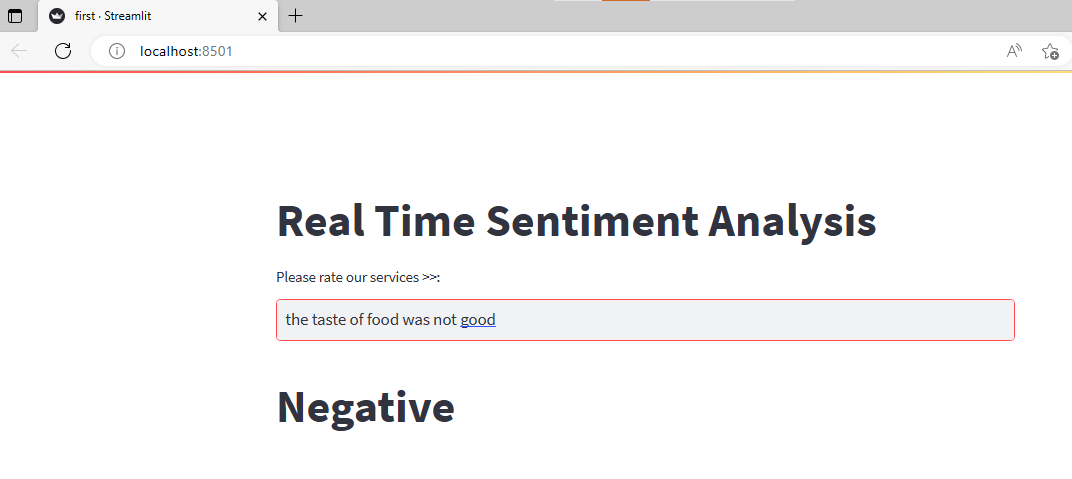 first · Streamlit
localhost:8501
Real Time Sentiment Analysis
Please rate our services >>:
the taste of food was not good
Negative